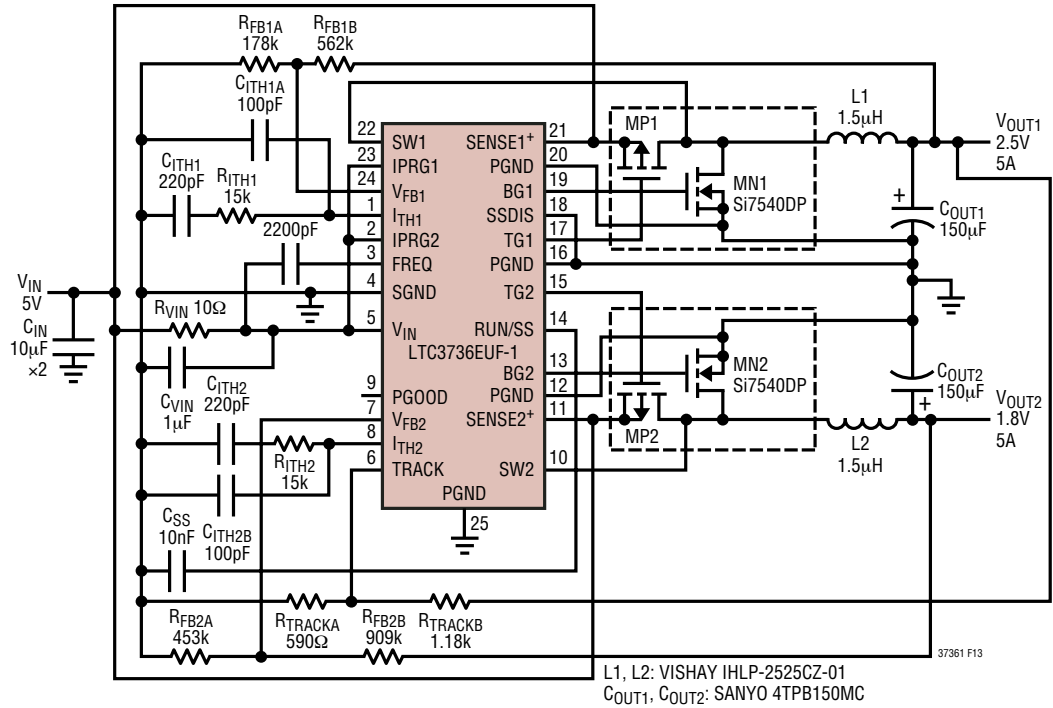 RFB1A
178k
RFB1B
562k
CITH1A
100pF
CITH1
220pF
RITH1
15k
2200pF
VIN
5V
CIN
10µF
×2
RVIN 10Ω
CVIN
1µF
CITH2
220pF
RITH2
15k
CITH2B
100pF
CSS
10nF
RTRACKA
590Ω
RTRACKB
1.18k
RFB2A
453k
RFB2B
909k
22 SW1
23 IPRG1
24 VFB1
1 ITH1
2 IPRG2
3 FREQ
4 SGND
5 VIN
LTC3736EUF-1
9 PGOOD
7 VFB2
8 ITH2
6 TRACK
SENSE1+ 21
PGND 20
BG1 19
SSDIS 18
TG1 17
PGND 16
TG2 15
RUN/SS 14
BG2 13
PGND 12
SENSE2+ 11
SW2 10
PGND
25
MP1
MN1
Si7540DP
MN2
Si7540DP
MP2
L1
1.5µH
VOUT1
2.5V
5A
+
COUT1
150µF
COUT2
150µF
+
VOUT2
1.8V
5A
L2
1.5µH
37361 F13
L1, L2: VISHAY IHLP-2525CZ-01
COUT1, COUT2: SANYO 4TPB150MC